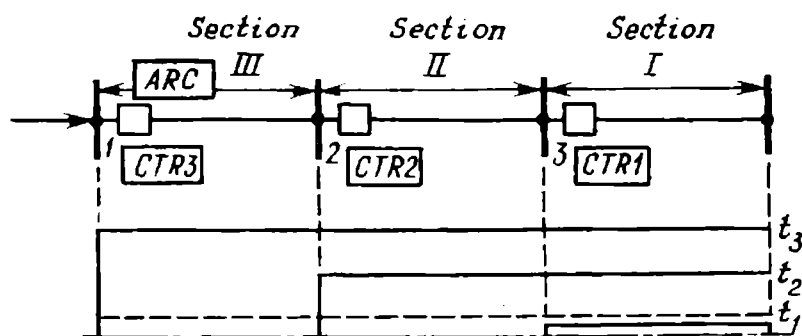 Section III
Section II
Section I
ARC
1
CTR3
2
CTR2
3
CTR1
t3
t2
t1